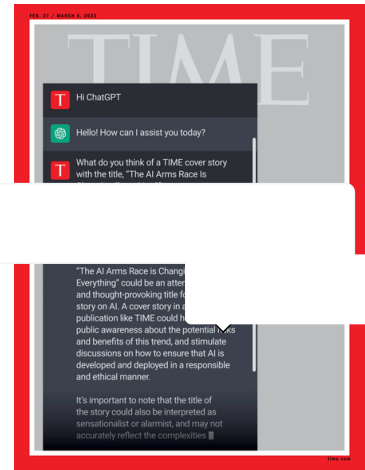 FEB. 27 / MARCH 6, 2023
TIME
T Hi ChatGPT
Hello! How can I assist you today?
T What do you think of a TIME cover story
with the title, "The AI Arms Race Is
"The AI Arms Race is
Everything" could be an
and thought-provoking title
story on AI. A cover story in
publication like TIME could
public awareness about the potential
and benefits of this trend, and stimulate
discussions on how to ensure that AI is
developed and deployed in a responsible
and ethical manner.
It's important to note that the title of
the story could also be interpreted as
sensationalist or alarmist, and may not
accurately reflect the complexities
time.com